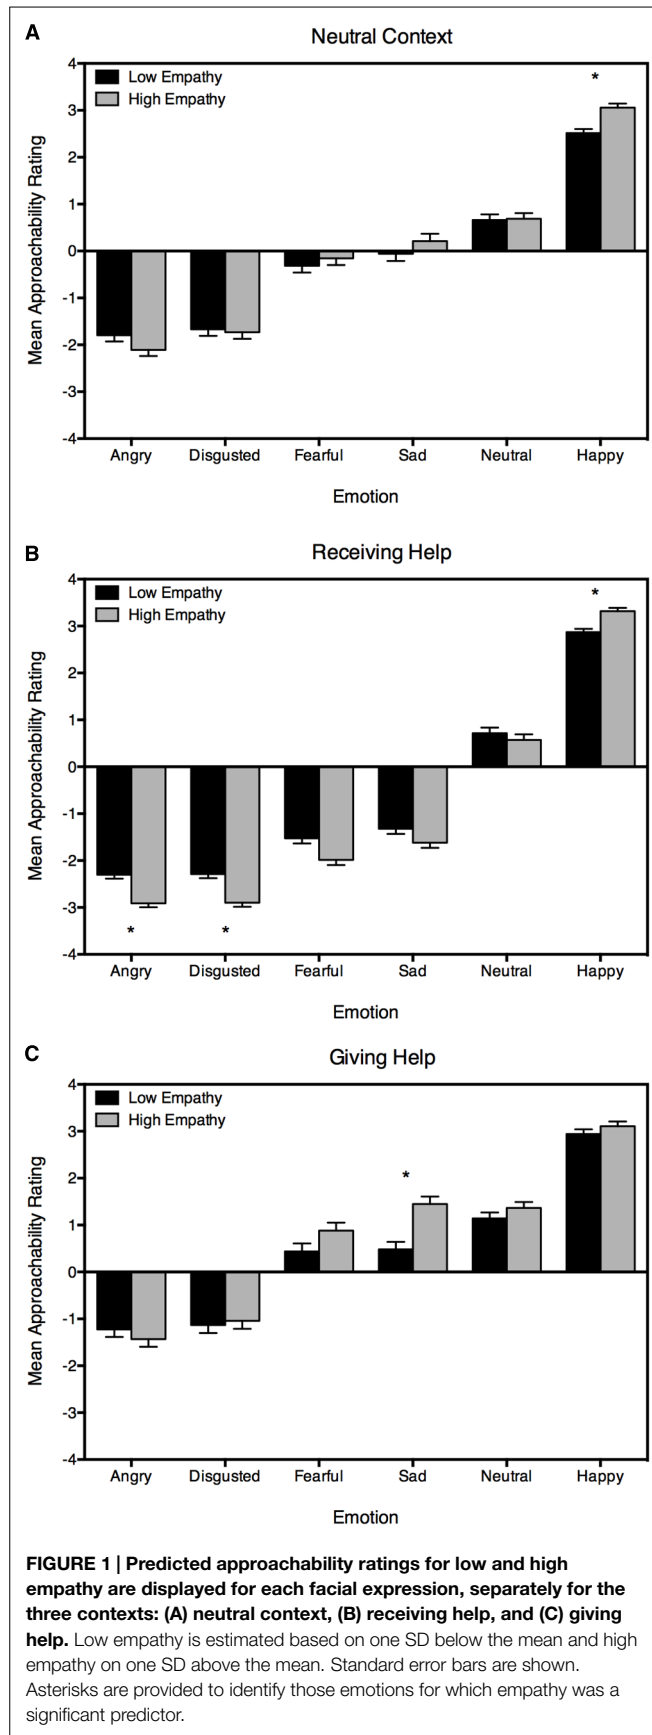 A
Neutral Context
Low Empathy
High Empathy
*
4
3
2
1
0
-1
-2
-3
-4
Mean Approachability Rating
Angry Disgusted Fearful Sad Neutral Happy
Emotion
B
Receiving Help
Low Empathy
High Empathy
*
4
3
2
1
0
-1
-2
-3
-4
Mean Approachability Rating
* *
Angry Disgusted Fearful Sad Neutral Happy
Emotion
C
Giving Help
Low Empathy
High Empathy
*
4
3
2
1
0
-1
-2
-3
-4
Mean Approachability Rating
Angry Disgusted Fearful Sad Neutral Happy
Emotion
FIGURE 1 | Predicted approachability ratings for low and high
empathy are displayed for each facial expression, separately for the
three contexts: (A) neutral context, (B) receiving help, and (C) giving
help. Low empathy is estimated based on one SD below the mean and high
empathy on one SD above the mean. Standard error bars are shown.
Asterisks are provided to identify those emotions for which empathy was a
significant predictor.